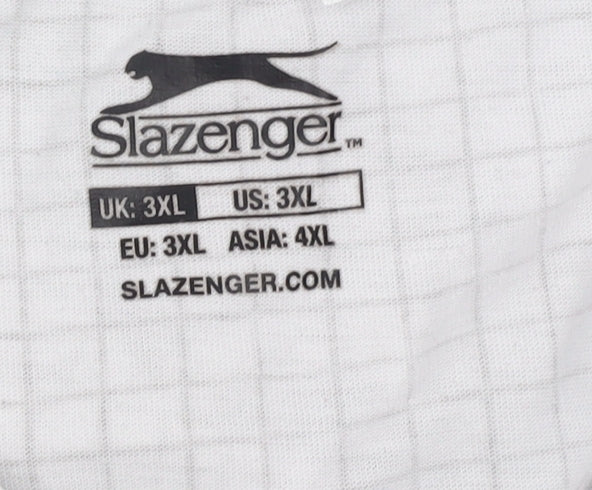 Slazenger™
UK: 3XL US: 3XL
EU: 3XL ASIA: 4XL
SLAZENGER.COM